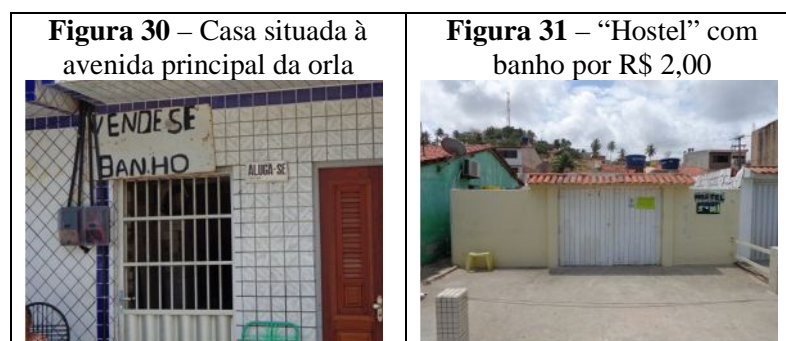 Figura 30 – Casa situada à
avenida principal da orla
VENDE SE
BANHO
ALUGA-SE
Figura 31 – “Hostel” com
banho por R$ 2,00
HOSTEL